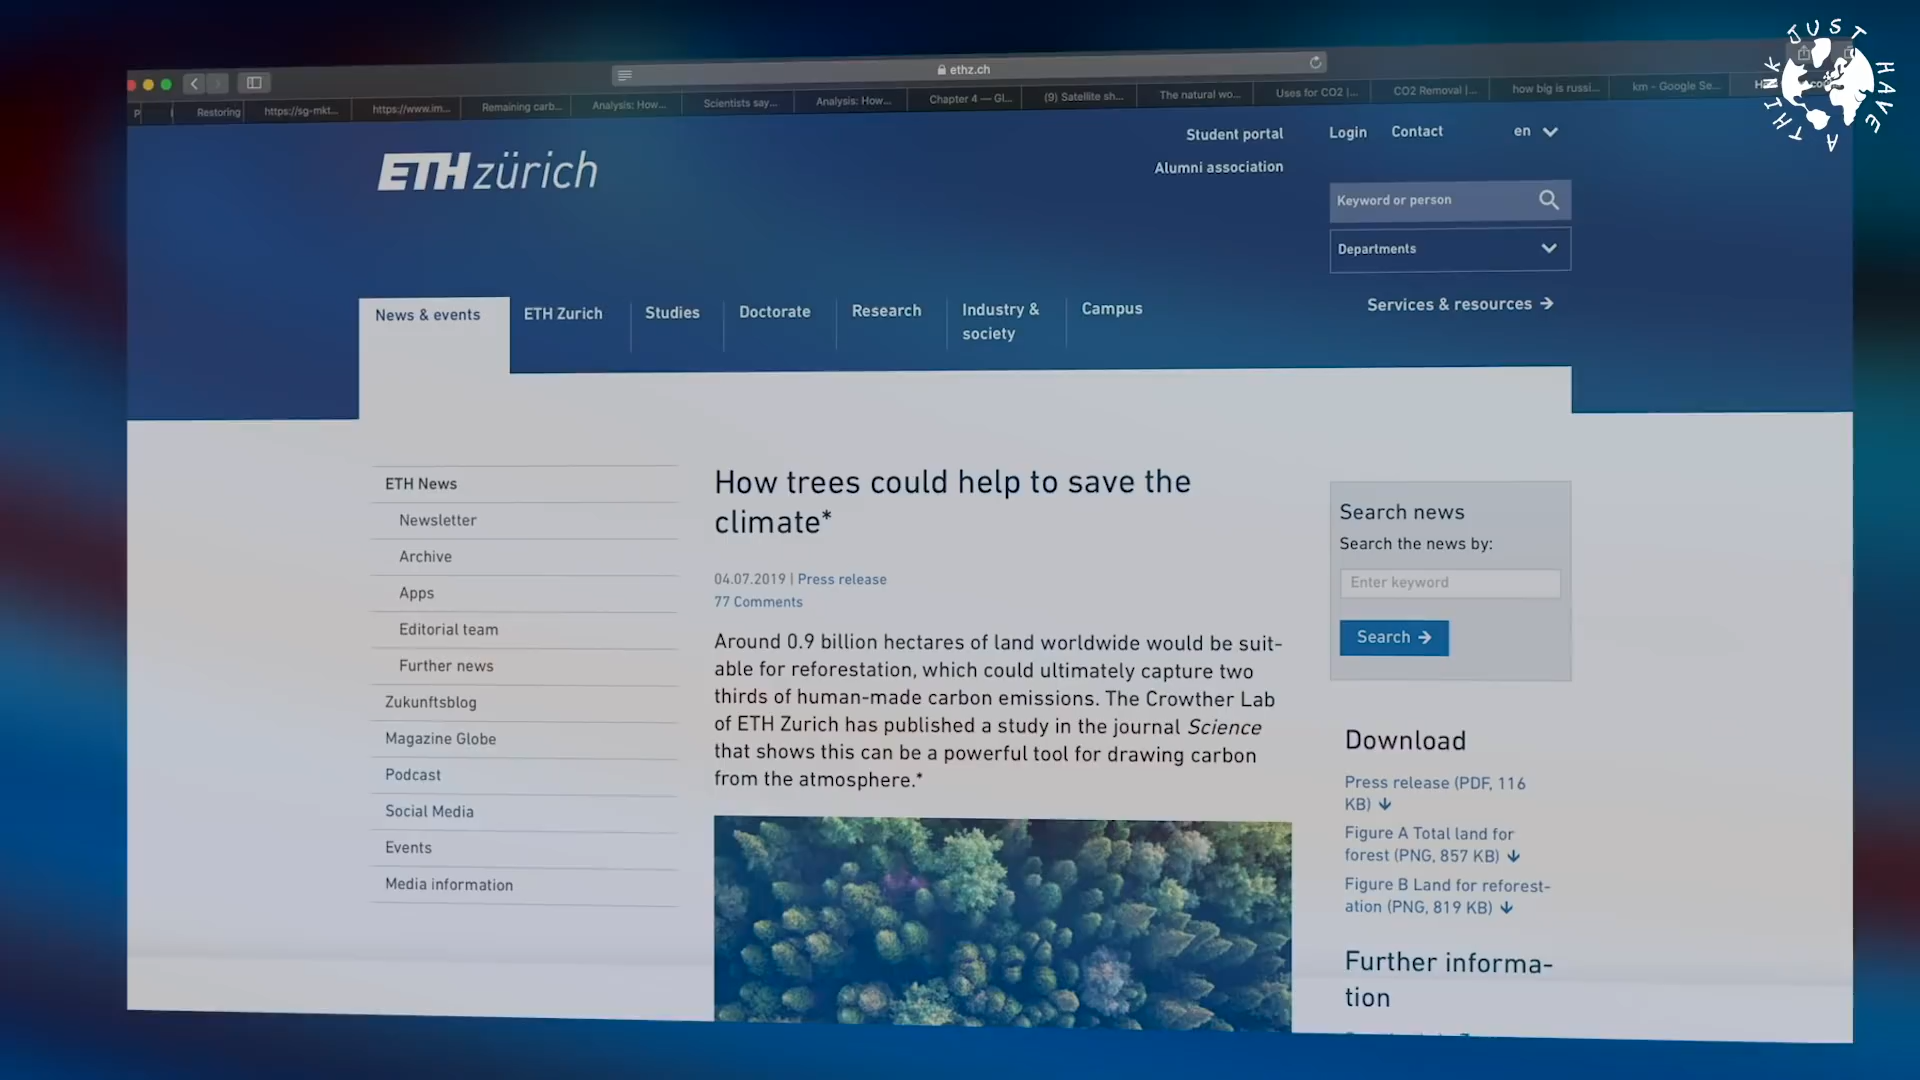 JUST HAVE A THINK
ethz.ch
P
Restoring
https://sg-mkt...
https://www.im...
Remaining carb...
Analysis: How...
Scientists say...
Analysis: How...
Chapter 4 — Gl...
(9) Satellite sh...
The natural wo...
Uses for CO2 |...
CO2 Removal |...
how big is russi...
km - Google Se...
Student portal
Login
Contact
en
Alumni association
ETH zürich
Keyword or person
Departments
Services & resources →
News & events
ETH Zurich
Studies
Doctorate
Research
Industry &
society
Campus
ETH News
Newsletter
Archive
Apps
Editorial team
Further news
Zukunftsblog
Magazine Globe
Podcast
Social Media
Events
Media information
How trees could help to save the
climate*
04.07.2019 | Press release
77 Comments
Around 0.9 billion hectares of land worldwide would be suit-
able for reforestation, which could ultimately capture two
thirds of human-made carbon emissions. The Crowther Lab
of ETH Zurich has published a study in the journal Science
that shows this can be a powerful tool for drawing carbon
from the atmosphere.*
Search news
Search the news by:
Enter keyword
Search →
Download
Press release (PDF, 116
KB) ↓
Figure A Total land for
forest (PNG, 857 KB) ↓
Figure B Land for reforest-
ation (PNG, 819 KB) ↓
Further informa-
tion